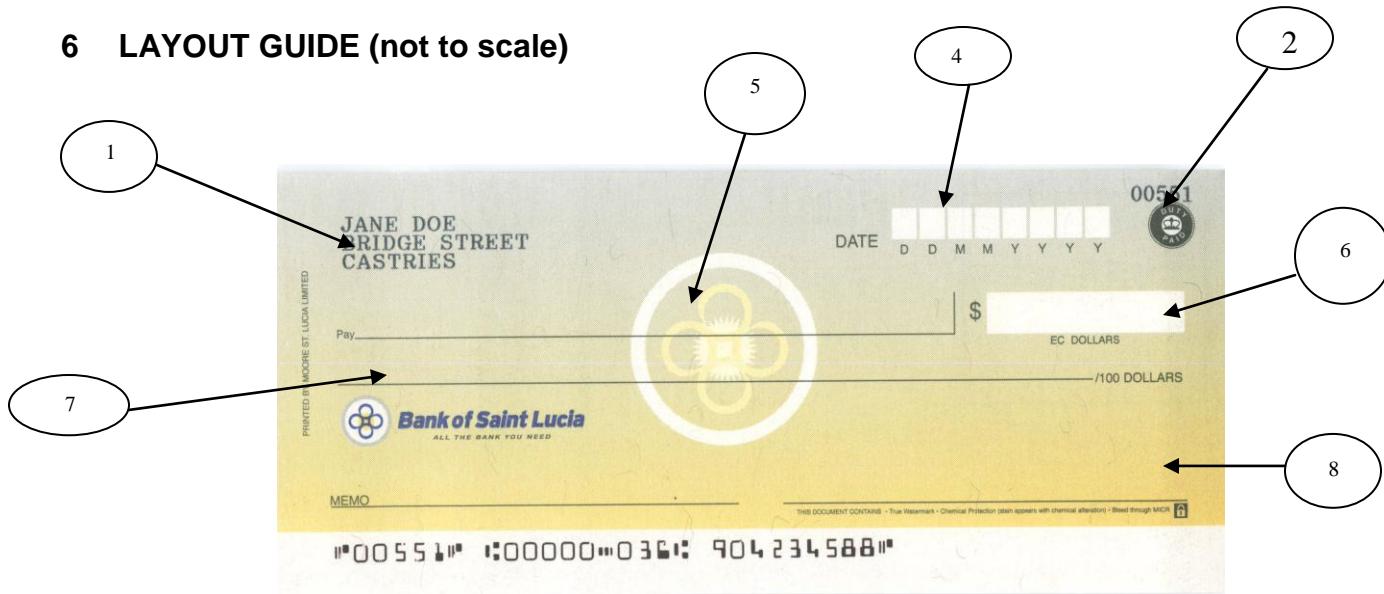 6 LAYOUT GUIDE (not to scale)
2
4
5
1
00551
DUTY PAID
JANE DOE
BRIDGE STREET
CASTRIES
DATE
D D M M Y Y Y Y
6
PRINTED BY MOORE ST. LUCIA LIMITED
Pay
$
EC DOLLARS
/100 DOLLARS
7
Bank of Saint Lucia
ALL THE BANK YOU NEED
8
MEMO
THIS DOCUMENT CONTAINS - True Watermark - Chemical Protection (stain appears with chemical alteration) - Bleed through MICR
⑈00551⑈ ⑆00000⑉036⑆ 904234588⑈